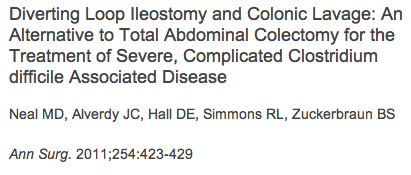 Diverting Loop Ileostomy and Colonic Lavage: An
Alternative to Total Abdominal Colectomy for the
Treatment of Severe, Complicated Clostridium
difficile Associated Disease
Neal MD, Alverdy JC, Hall DE, Simmons RL, Zuckerbraun BS
Ann Surg. 2011;254:423-429